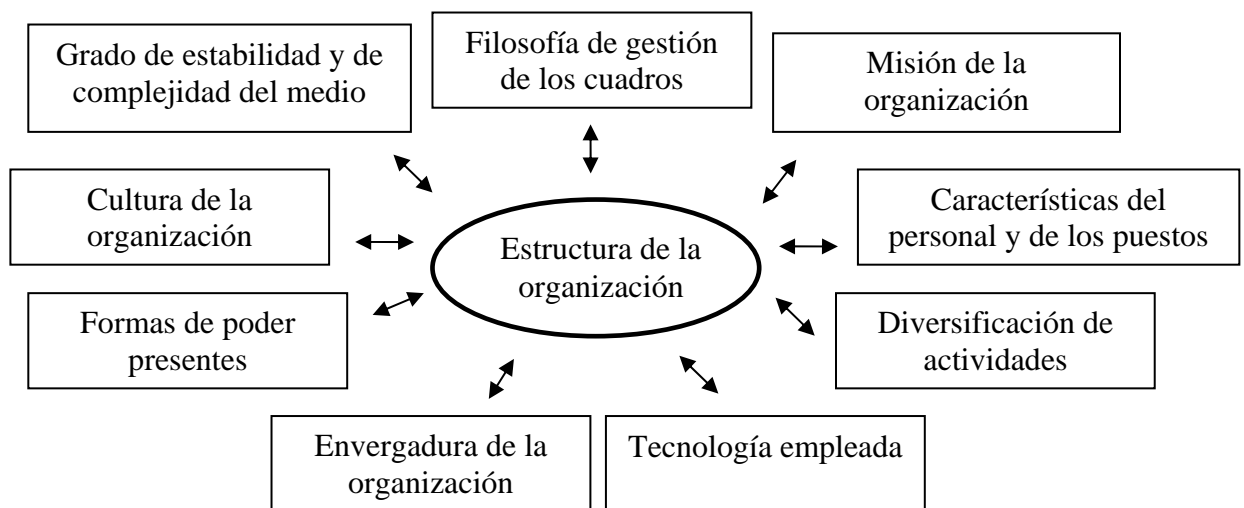 Grado de estabilidad y de
complejidad del medio
Filosofía de gestión
de los cuadros
Misión de la
organización
Cultura de la
organización
Estructura de la
organización
Características del
personal y de los puestos
Formas de poder
presentes
Diversificación de
actividades
Envergadura de la
organización
Tecnología empleada